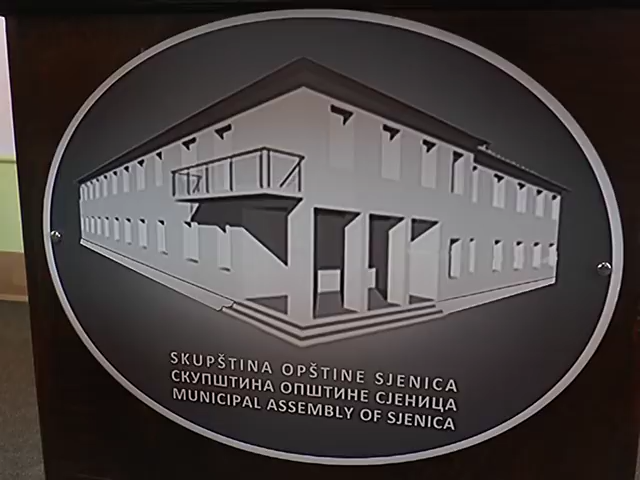 SKUPŠTINA OPŠTINE SJENICA
СКУПШТИНА ОПШТИНЕ СЈЕНИЦА
MUNICIPAL ASSEMBLY OF SJENICA